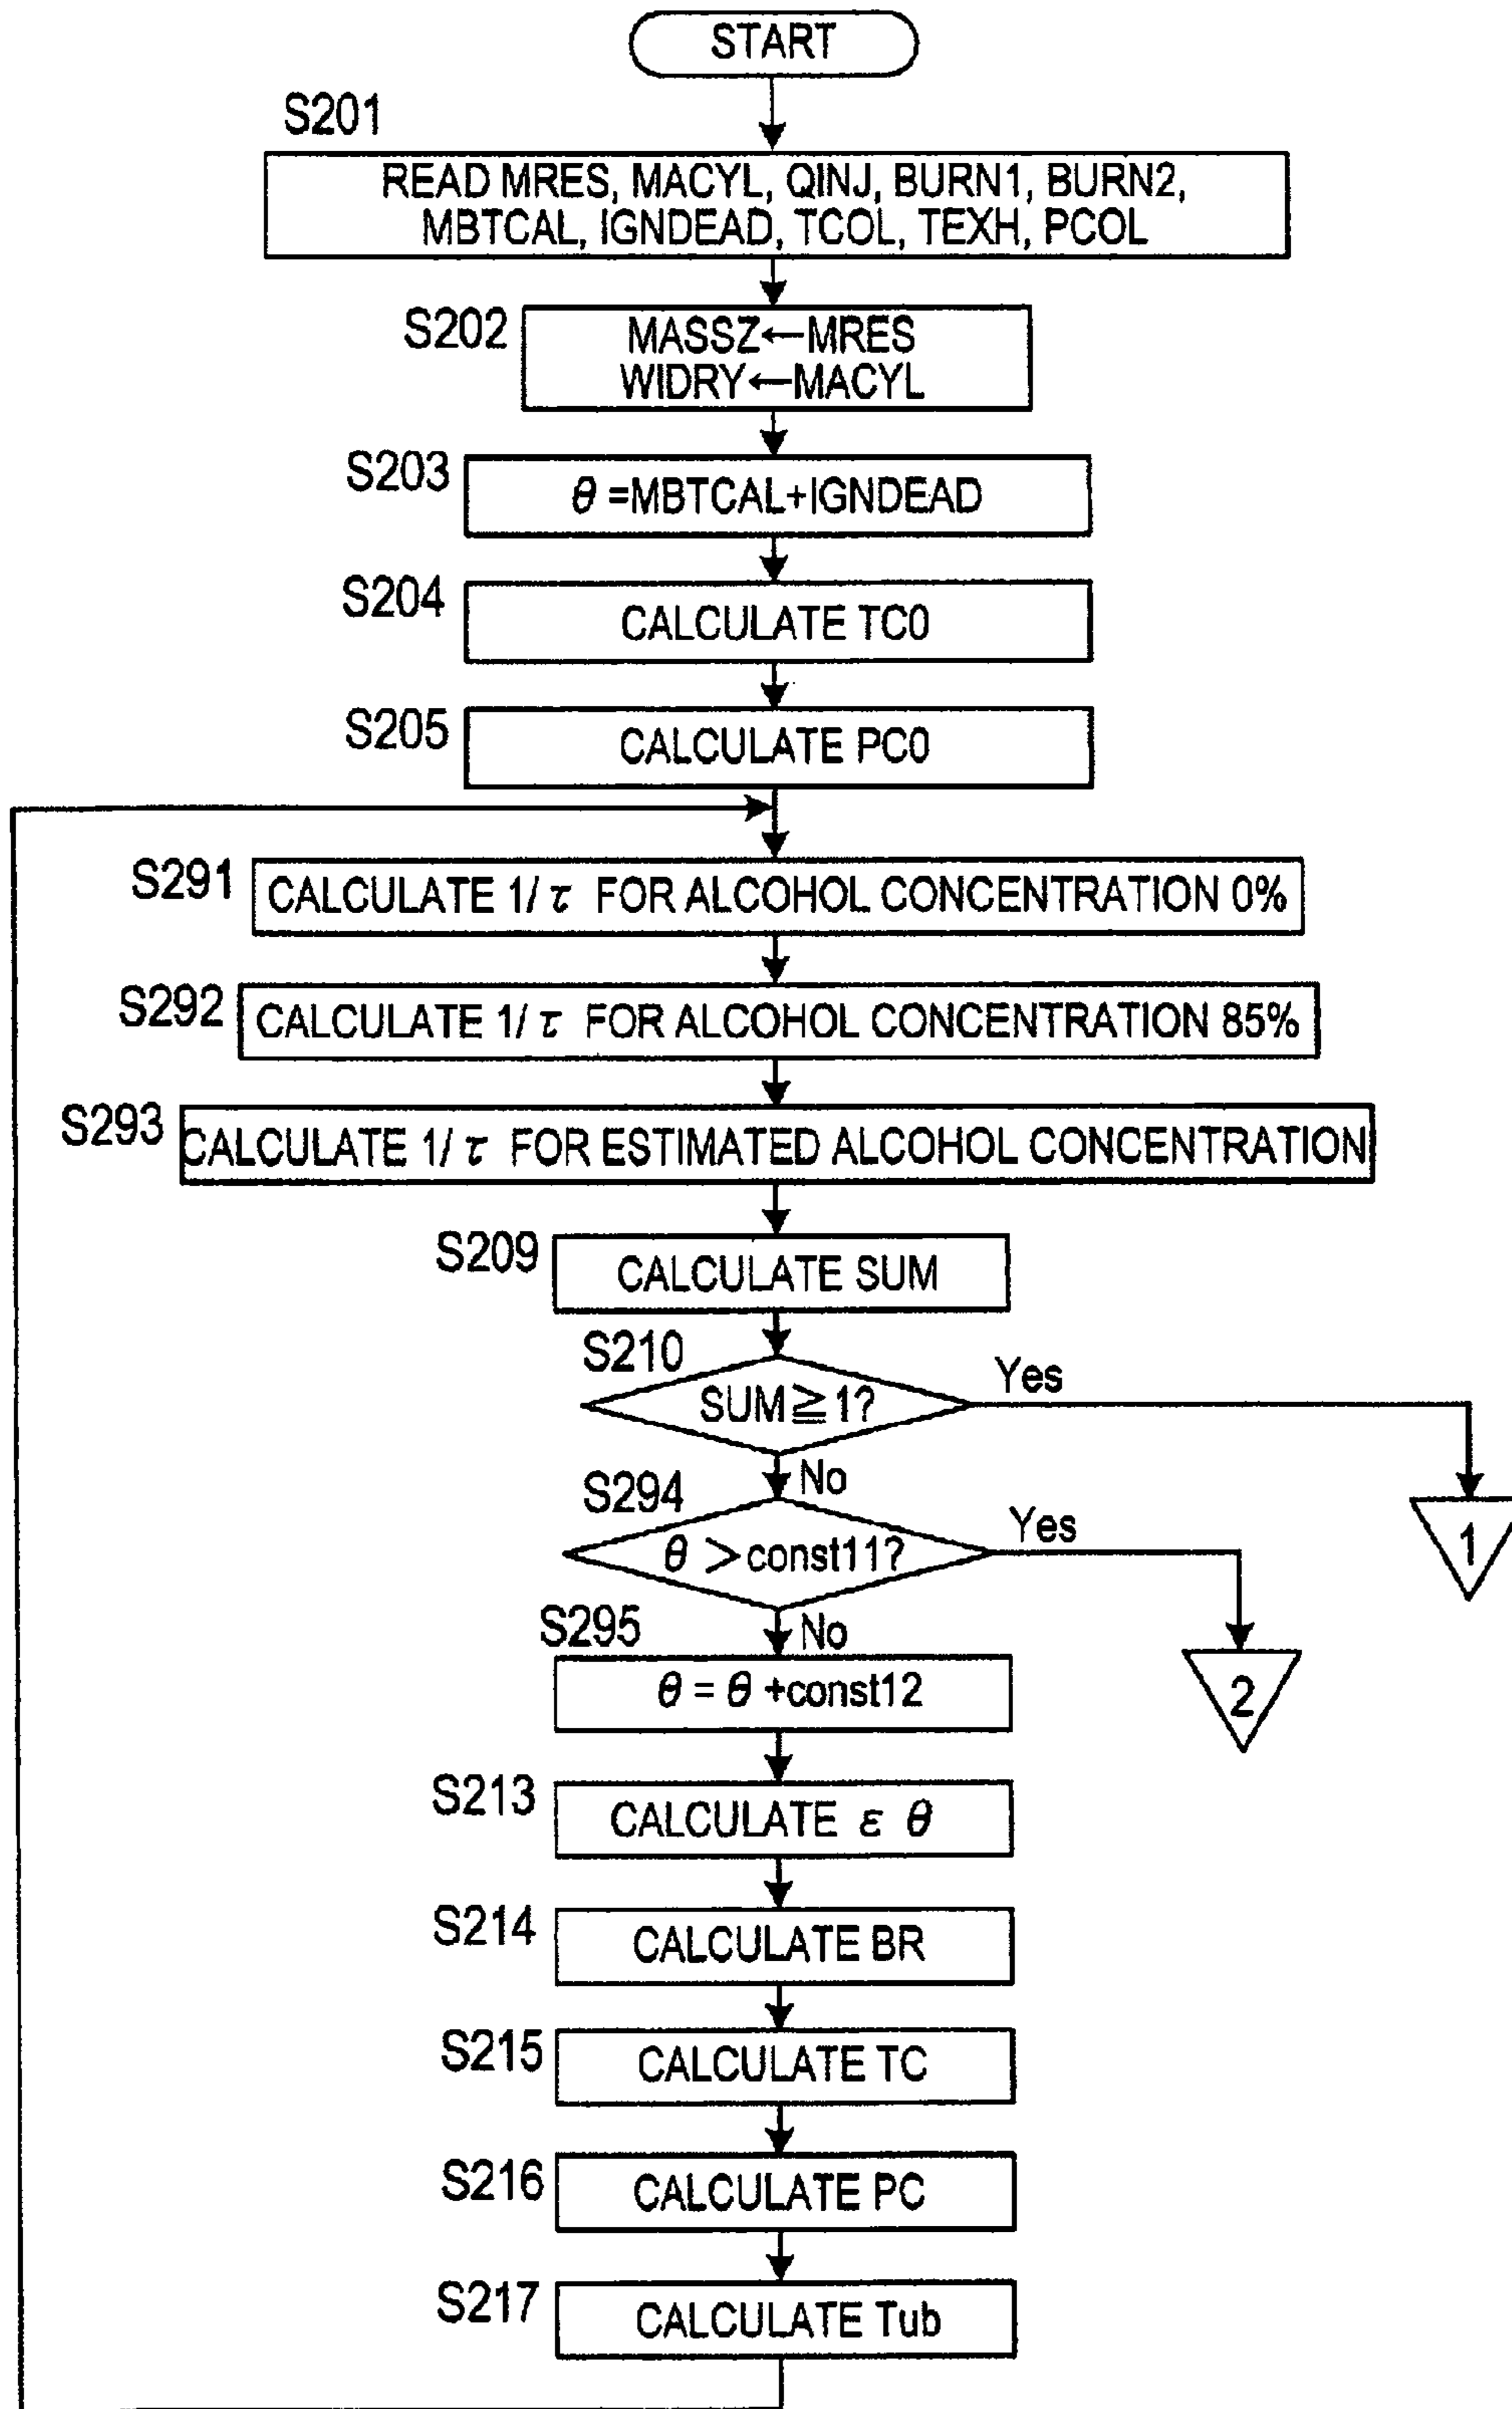 START
S201
READ MRES, MACYL, QINJ, BURN1, BURN2,
MBTCAL, IGNDEAD, TCOL, TEXH, PCOL
S202
MASSZ←MRES
WIDRY←MACYL
S203
θ =MBTCAL+IGNDEAD
S204
CALCULATE TC0
S205
CALCULATE PC0
S291
CALCULATE 1/ τ FOR ALCOHOL CONCENTRATION 0%
S292
CALCULATE 1/ τ FOR ALCOHOL CONCENTRATION 85%
S293
CALCULATE 1/ τ FOR ESTIMATED ALCOHOL CONCENTRATION
S209
CALCULATE SUM
S210
SUM≧1?
Yes
No
1
S294
θ >const11?
Yes
No
2
S295
θ = θ +const12
S213
CALCULATE ε θ
S214
CALCULATE BR
S215
CALCULATE TC
S216
CALCULATE PC
S217
CALCULATE Tub